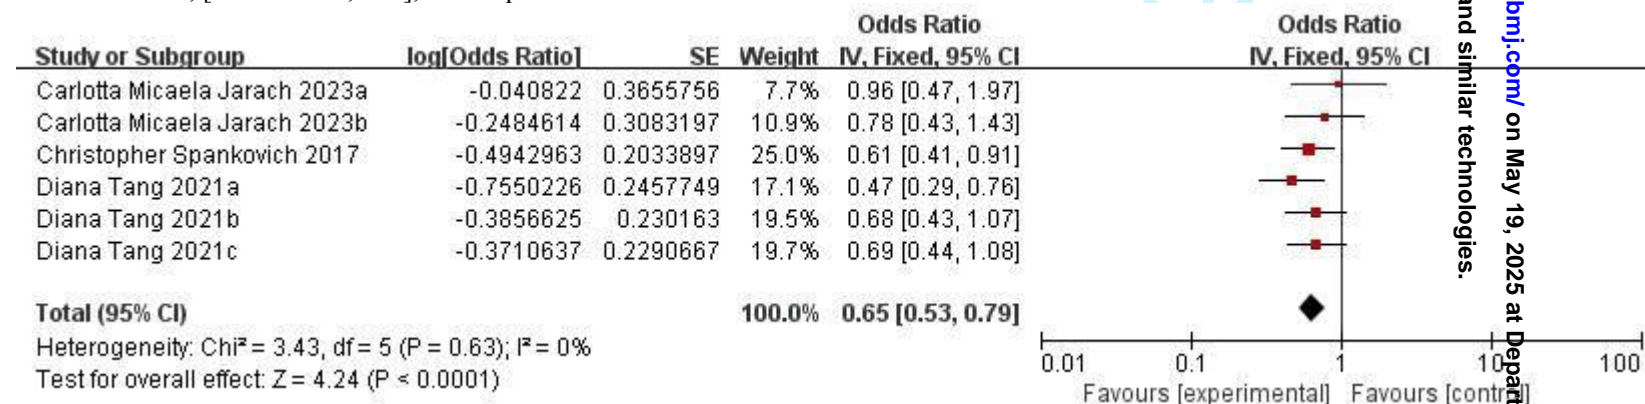 Odds Ratio Odds Ratio
Study or Subgroup log[Odds Ratio] SE Weight IV, Fixed, 95% CI IV, Fixed, 95% CI
Carlotta Micaela Jarach 2023a -0.040822 0.3655756 7.7% 0.96 [0.47, 1.97]
Carlotta Micaela Jarach 2023b -0.2484614 0.3083197 10.9% 0.78 [0.43, 1.43]
Christopher Spankovich 2017 -0.4942963 0.2033897 25.0% 0.61 [0.41, 0.91]
Diana Tang 2021a -0.7550226 0.2457749 17.1% 0.47 [0.29, 0.76]
Diana Tang 2021b -0.3856625 0.230163 19.5% 0.68 [0.43, 1.07]
Diana Tang 2021c -0.3710637 0.2290667 19.7% 0.69 [0.44, 1.08]
Total (95% CI) 100.0% 0.65 [0.53, 0.79]
Heterogeneity: Chi² = 3.43, df = 5 (P = 0.63); I² = 0%
Test for overall effect: Z = 4.24 (P < 0.0001)
0.01 0.1 1 10 100
Favours [experimental] Favours [control]
and similar technologies.
bmj.com/ on May 19, 2025 at Depart